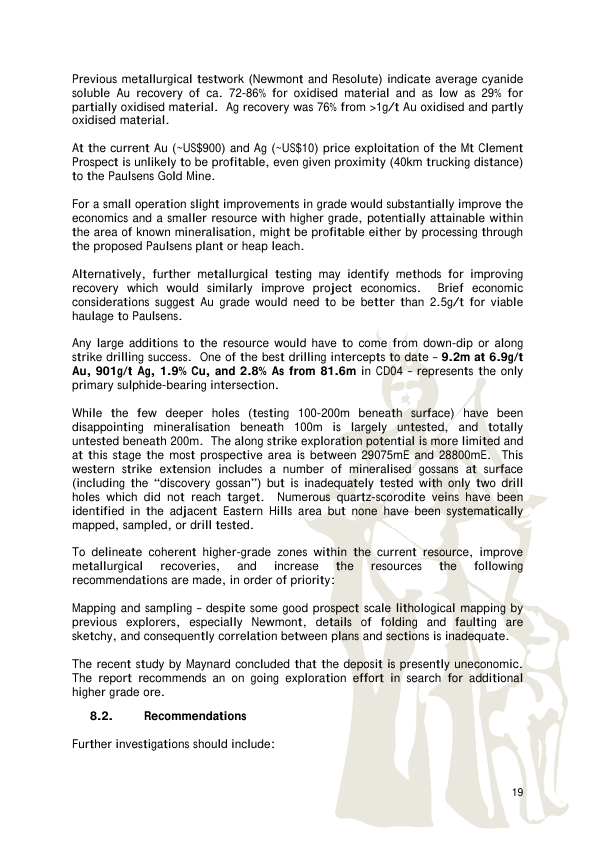 Previous metallurgical testwork (Newmont and Resolute) indicate average cyanide
soluble Au recovery of ca. 72-86% for oxidised material and as low as 29% for
partially oxidised material. Ag recovery was 76% from >1g/t Au oxidised and partly
oxidised material.
At the current Au (~US$900) and Ag (~US$10) price exploitation of the Mt Clement
Prospect is unlikely to be profitable, even given proximity (40km trucking distance)
to the Paulsens Gold Mine.
For a small operation slight improvements in grade would substantially improve the
economics and a smaller resource with higher grade, potentially attainable within
the area of known mineralisation, might be profitable either by processing through
the proposed Paulsens plant or heap leach.
Alternatively, further metallurgical testing may identify methods for improving
recovery which would similarly improve project economics. Brief economic
considerations suggest Au grade would need to be better than 2.5g/t for viable
haulage to Paulsens.
Any large additions to the resource would have to come from down-dip or along
strike drilling success. One of the best drilling intercepts to date – 9.2m at 6.9g/t
Au, 901g/t Ag, 1.9% Cu, and 2.8% As from 81.6m in CD04 – represents the only
primary sulphide-bearing intersection.
While the few deeper holes (testing 100-200m beneath surface) have been
disappointing mineralisation beneath 100m is largely untested, and totally
untested beneath 200m. The along strike exploration potential is more limited and
at this stage the most prospective area is between 29075mE and 28800mE. This
western strike extension includes a number of mineralised gossans at surface
(including the “discovery gossan”) but is inadequately tested with only two drill
holes which did not reach target. Numerous quartz-scorodite veins have been
identified in the adjacent Eastern Hills area but none have been systematically
mapped, sampled, or drill tested.
To delineate coherent higher-grade zones within the current resource, improve
metallurgical recoveries, and increase the resources the following
recommendations are made, in order of priority:
Mapping and sampling – despite some good prospect scale lithological mapping by
previous explorers, especially Newmont, details of folding and faulting are
sketchy, and consequently correlation between plans and sections is inadequate.
The recent study by Maynard concluded that the deposit is presently uneconomic.
The report recommends an on going exploration effort in search for additional
higher grade ore.
8.2. Recommendations
Further investigations should include:
19